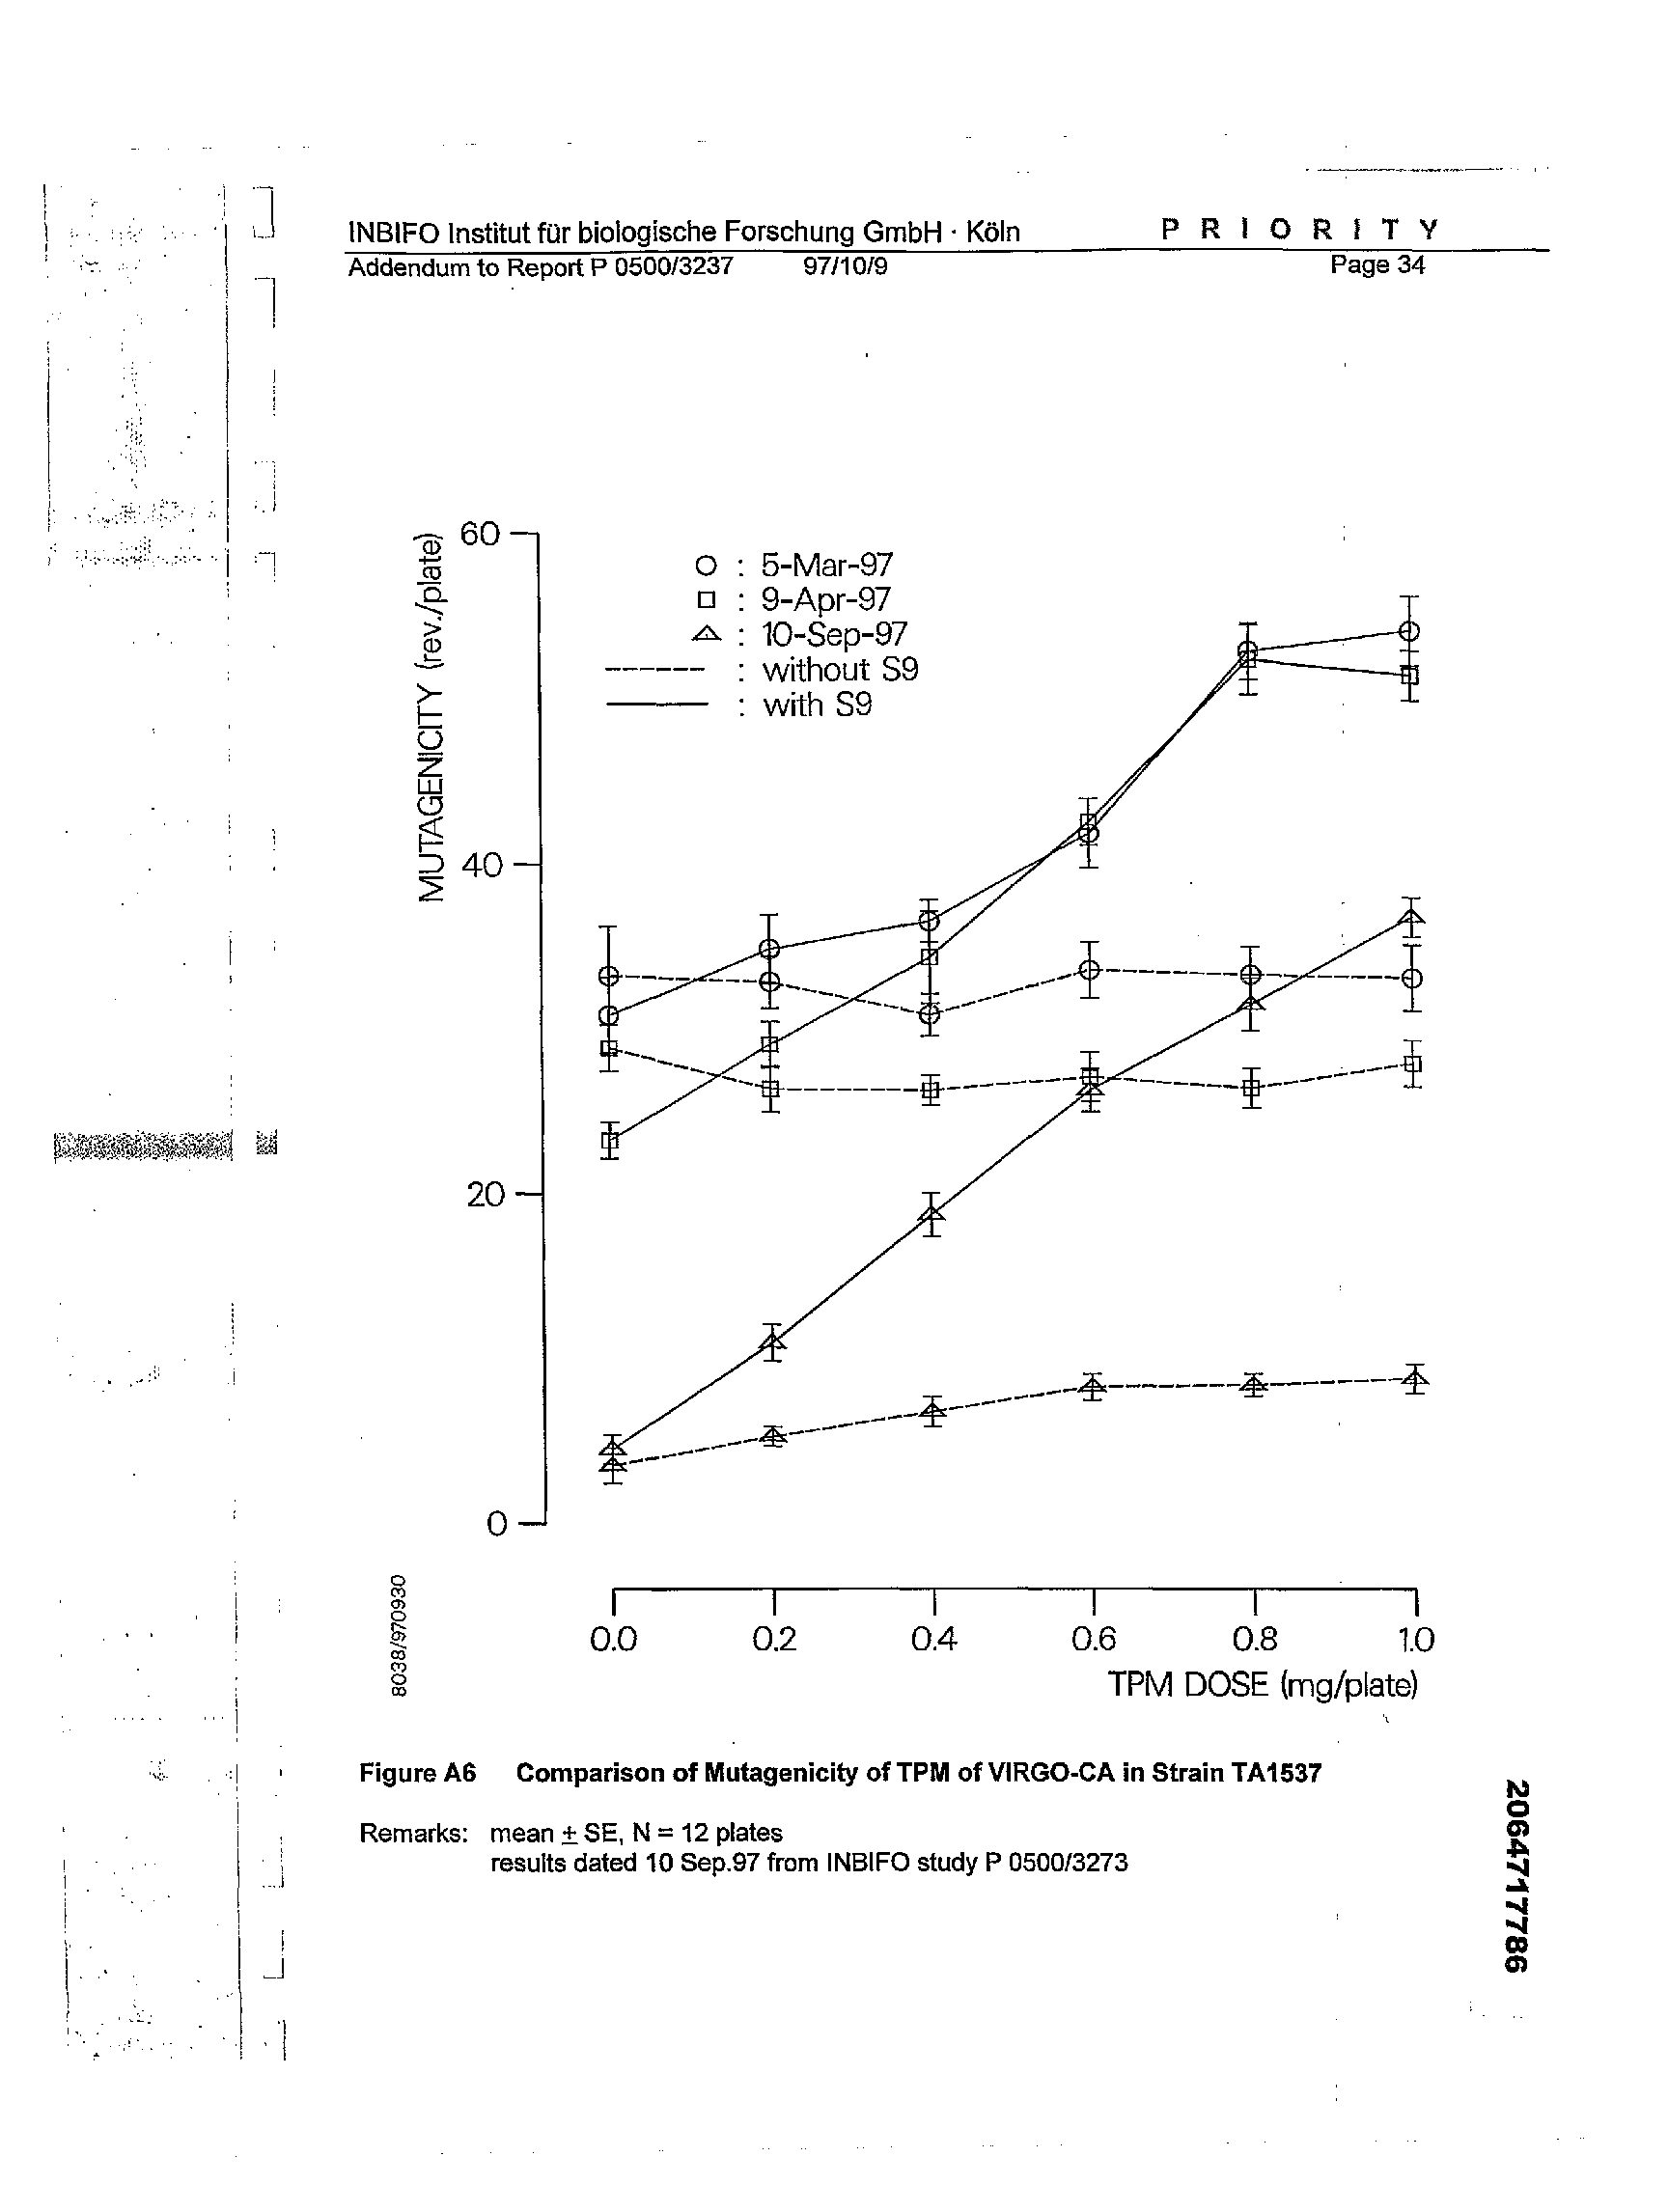 INBIFO Institut für biologische Forschung GmbH · Köln P R I O R I T Y
Addendum to Report P 0500/3237 97/10/9 Page 34
MUTAGENICITY (rev./plate)
60
40
20
0
○ : 5-Mar-97
□ : 9-Apr-97
△ : 10-Sep-97
------ : without S9
—— : with S9
0.0 0.2 0.4 0.6 0.8 1.0
TPM DOSE (mg/plate)
8038/970930
Figure A6 Comparison of Mutagenicity of TPM of VIRGO-CA in Strain TA1537
Remarks: mean ± SE, N = 12 plates
results dated 10 Sep.97 from INBIFO study P 0500/3273
2064717786